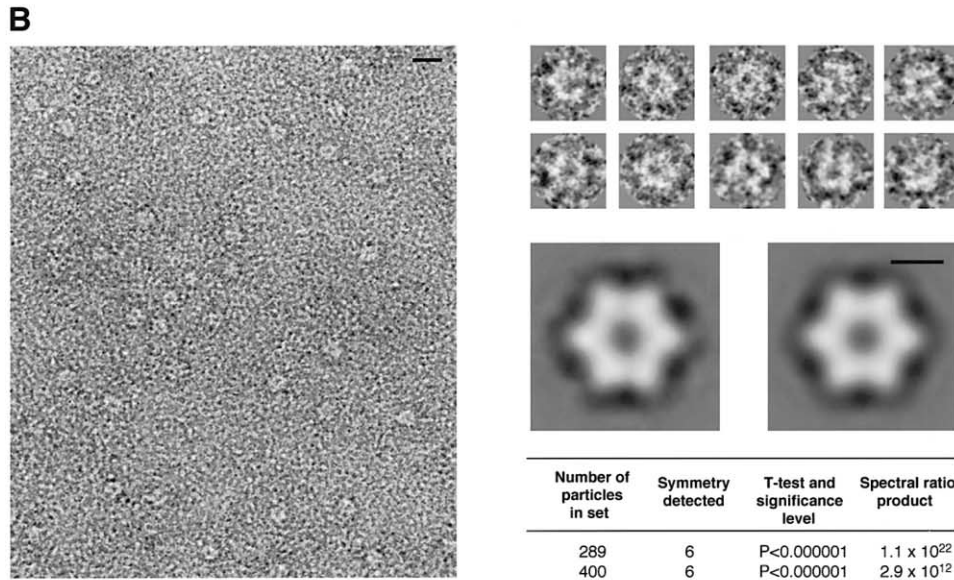 B
Number of particles in set Symmetry detected T-test and significance level Spectral ratio product
289 6 P<0.000001 1.1 x 10²²
400 6 P<0.000001 2.9 x 10¹²